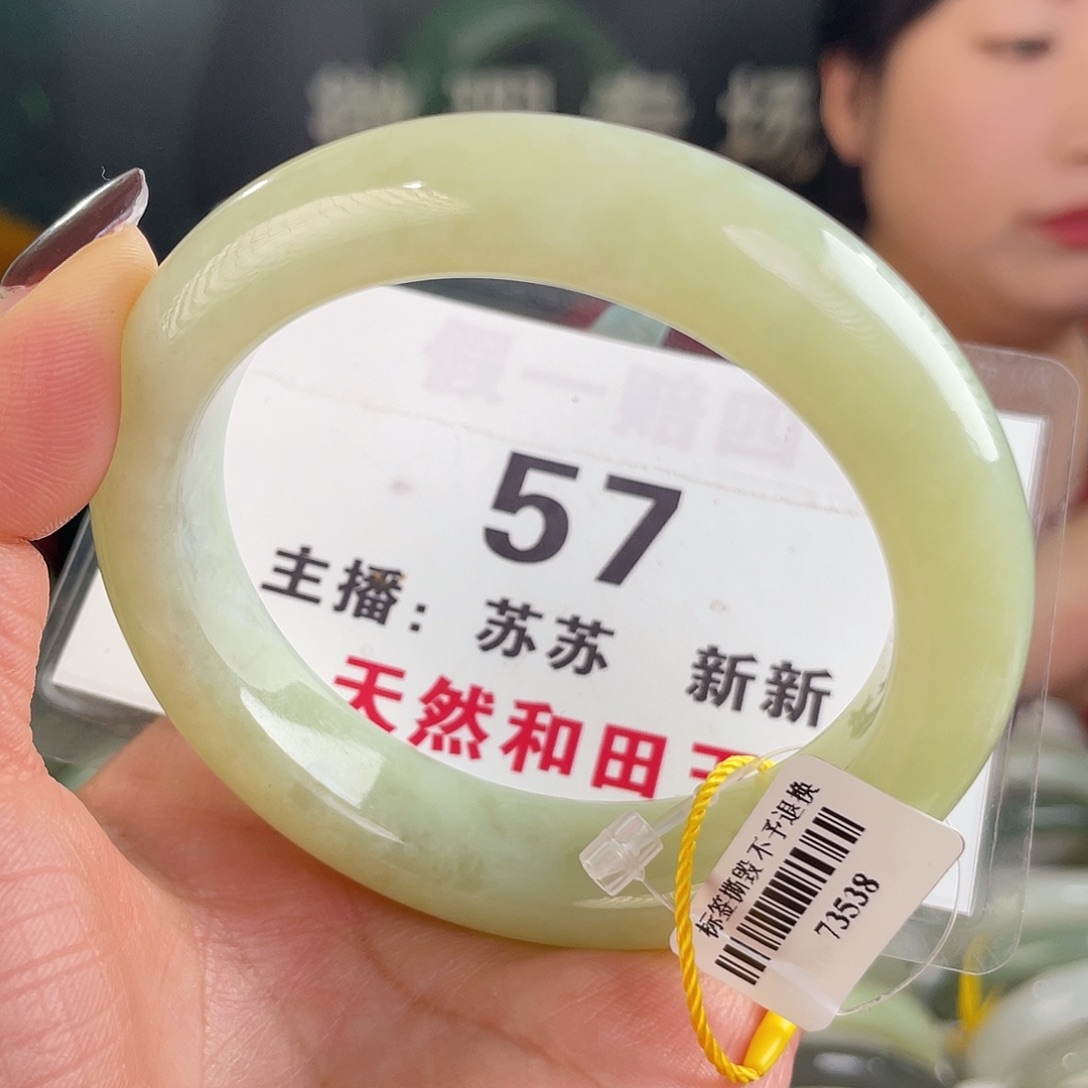 假一赔四
57
主播：苏苏 新新
天然和田
标签撕毁不予退换
73538